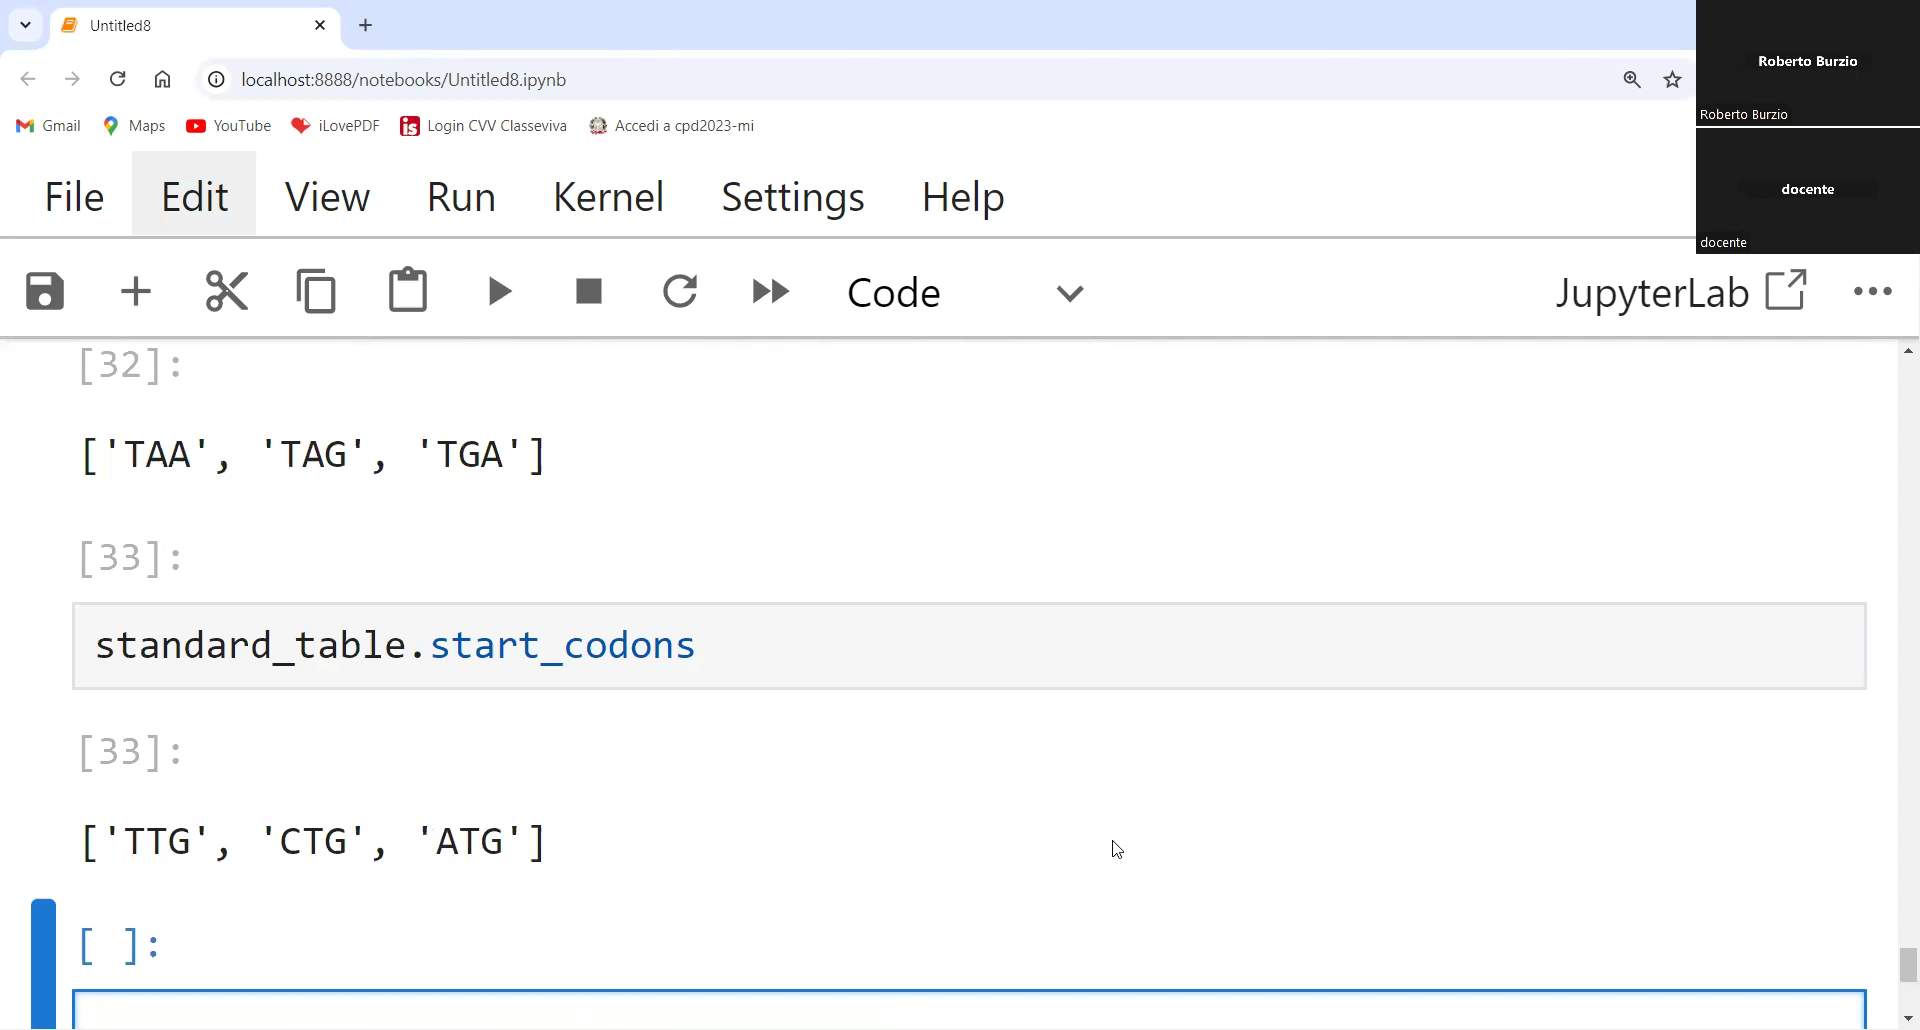 Untitled8
localhost:8888/notebooks/Untitled8.ipynb
Roberto Burzio
Roberto Burzio
Gmail Maps YouTube iLovePDF Login CVV Classeviva Accedi a cpd2023-mi
docente
docente
File Edit View Run Kernel Settings Help
Code JupyterLab
[32]:
['TAA', 'TAG', 'TGA']
[33]:
standard_table.start_codons
[33]:
['TTG', 'CTG', 'ATG']
[ ]: